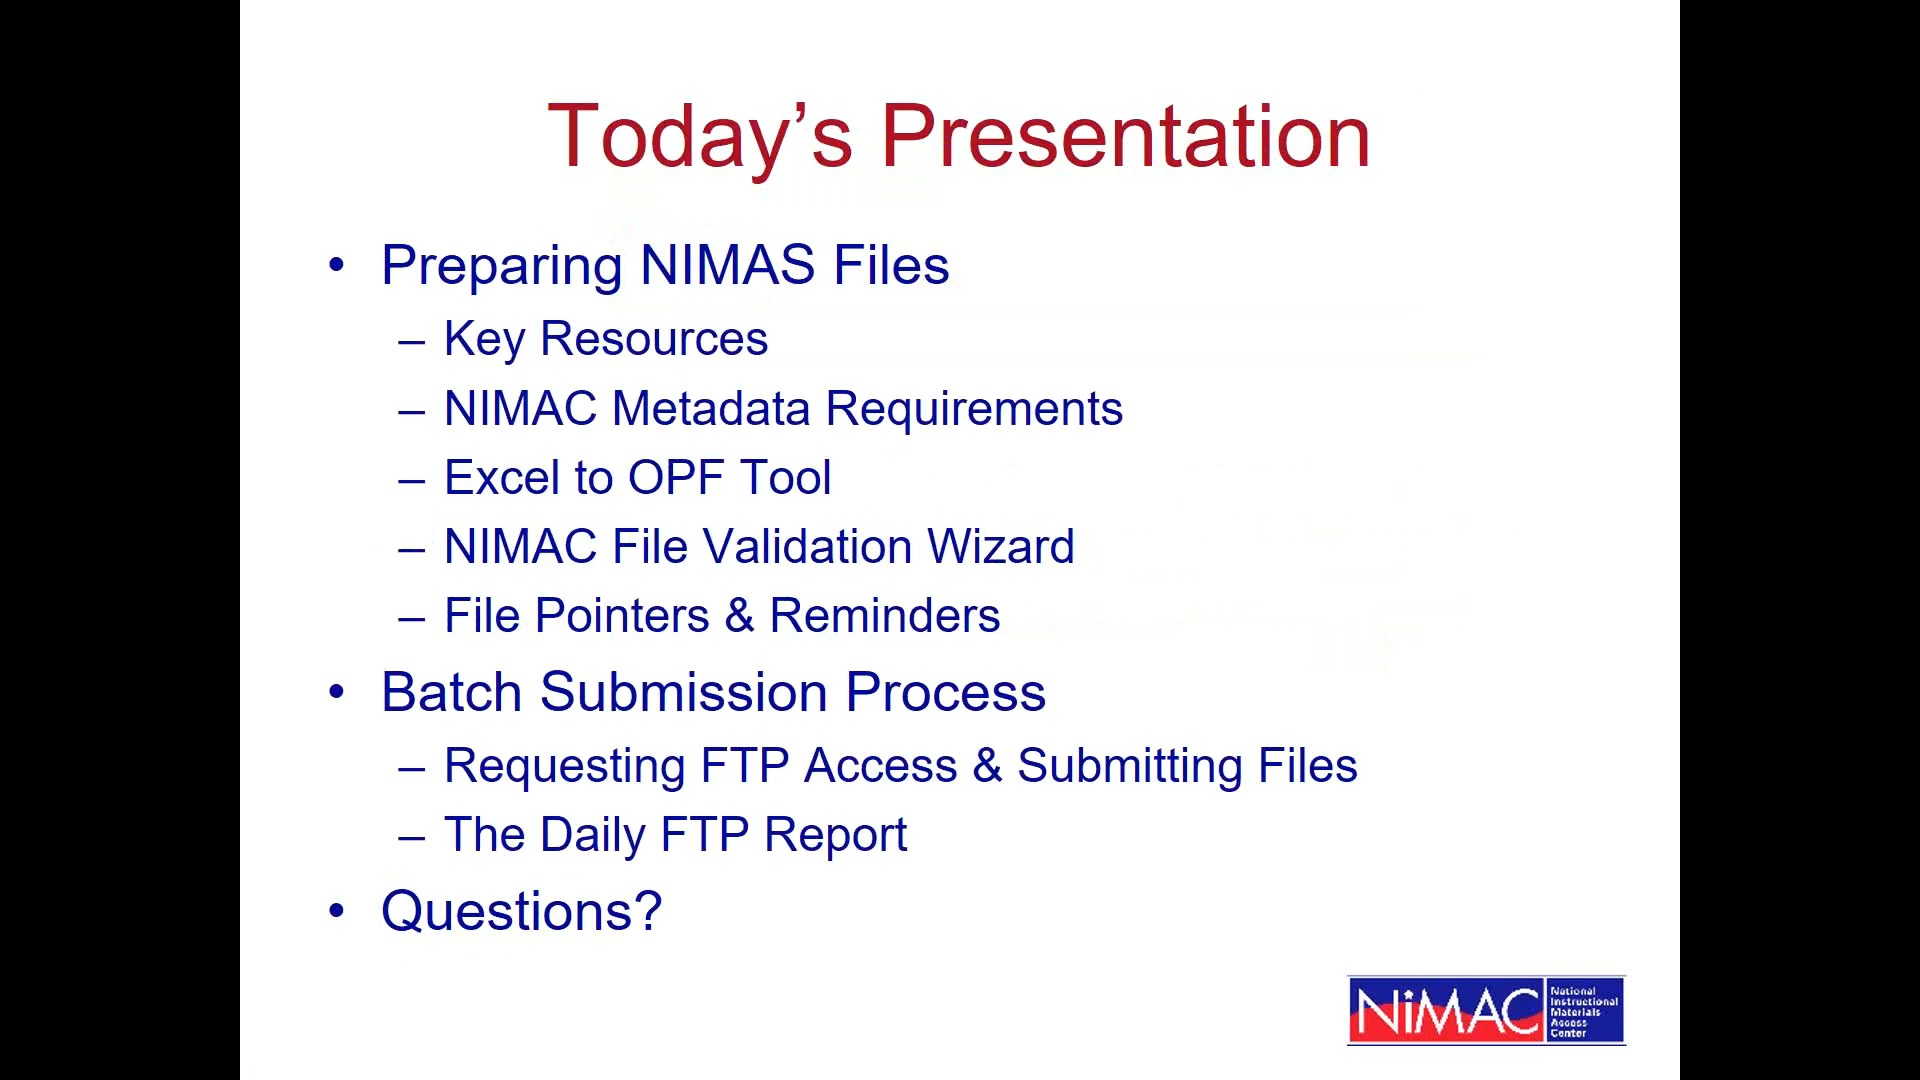 Today’s Presentation
• Preparing NIMAS Files
– Key Resources
– NIMAC Metadata Requirements
– Excel to OPF Tool
– NIMAC File Validation Wizard
– File Pointers & Reminders
• Batch Submission Process
– Requesting FTP Access & Submitting Files
– The Daily FTP Report
• Questions?
NiMAC
National
Instructional
Materials
Access
Center